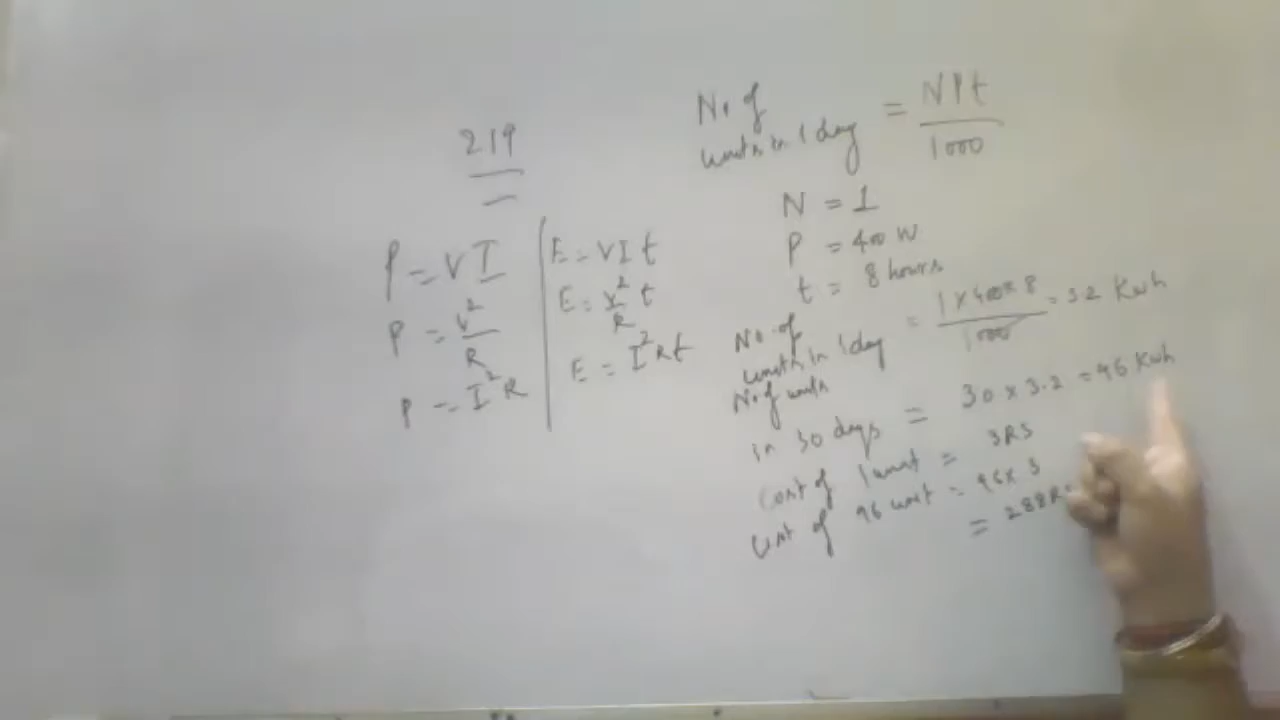 219
P = VI
P = V²/R
P = I²R
E = VI t
E = V²/R t
E = I²Rt
No. of
units in 1 day = NPt/1000
N = 1
P = 400 W
t = 8 hours
No. of
units in 1 day = 1 x 400 x 8/1000 = 3.2 Kwh
No. of units
in 30 days = 30 x 3.2 = 96 Kwh
Cost of 1 unit = 3RS
Cost of 96 unit = 96 x 3
= 288